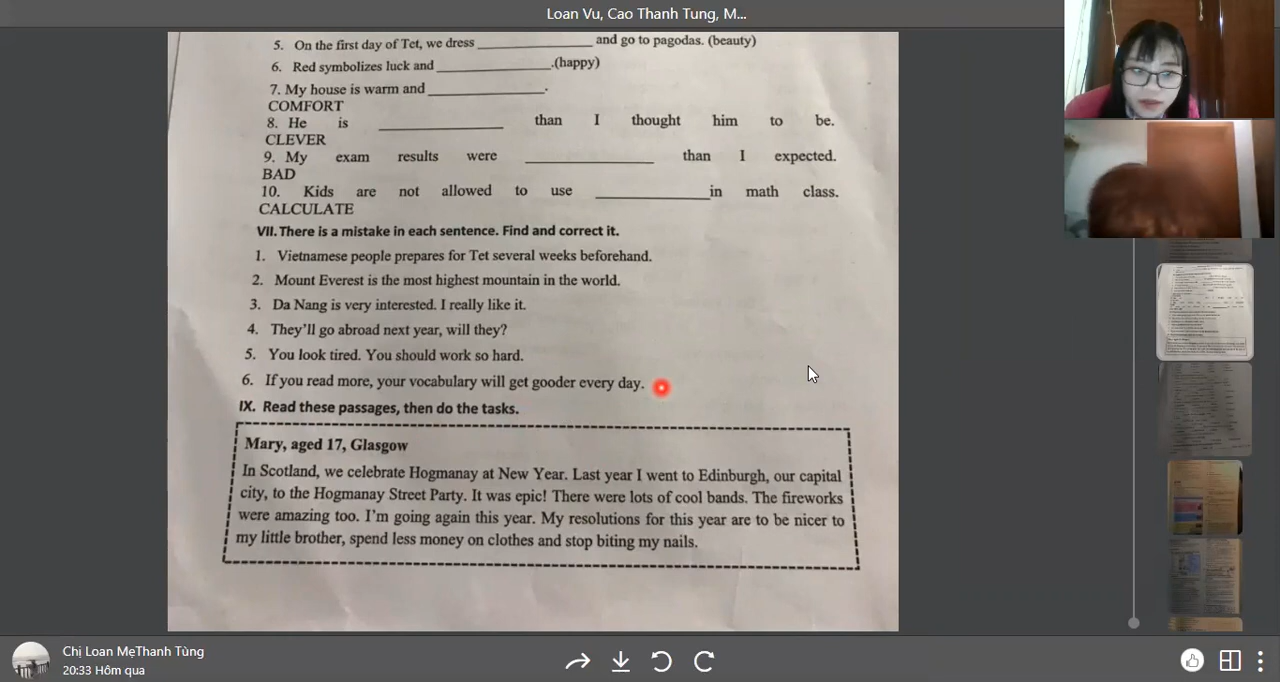 Loan Vu, Cao Thanh Tung, M...
5. On the first day of Tet, we dress ____________ and go to pagodas. (beauty)
6. Red symbolizes luck and ____________.(happy)
7. My house is warm and ____________.
COMFORT
8. He is ____________ than I thought him to be.
CLEVER
9. My exam results were ____________ than I expected.
BAD
10. Kids are not allowed to use ____________in math class.
CALCULATE
VII. There is a mistake in each sentence. Find and correct it.
1. Vietnamese people prepares for Tet several weeks beforehand.
2. Mount Everest is the most highest mountain in the world.
3. Da Nang is very interested. I really like it.
4. They'll go abroad next year, will they?
5. You look tired. You should work so hard.
6. If you read more, your vocabulary will get gooder every day.
IX. Read these passages, then do the tasks.
Mary, aged 17, Glasgow
In Scotland, we celebrate Hogmanay at New Year. Last year I went to Edinburgh, our capital
city, to the Hogmanay Street Party. It was epic! There were lots of cool bands. The fireworks
were amazing too. I'm going again this year. My resolutions for this year are to be nicer to
my little brother, spend less money on clothes and stop biting my nails.
Chị Loan MẹThanh Tùng
20:33 Hôm qua